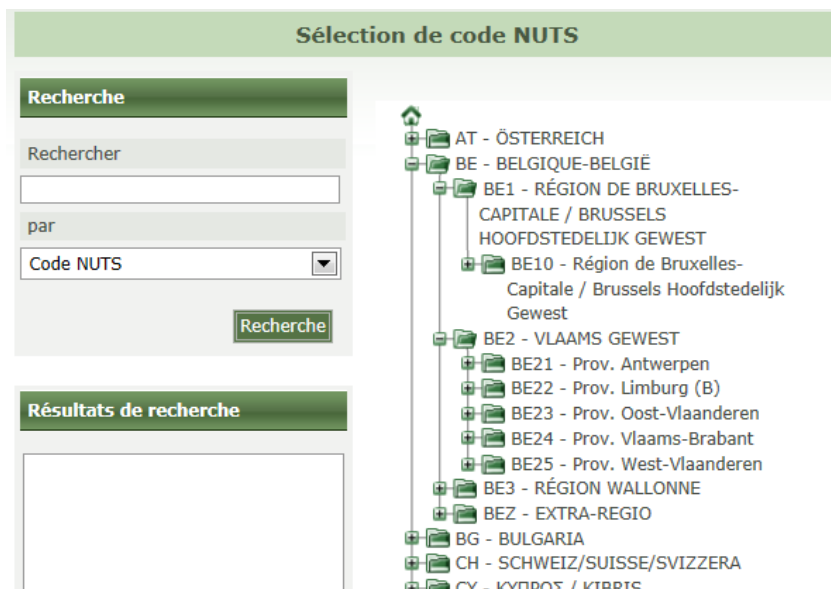 Sélection de code NUTS
Recherche
Rechercher
par
Code NUTS
Recherche
Résultats de recherche
AT - ÖSTERREICH
BE - BELGIQUE-BELGIË
BE1 - RÉGION DE BRUXELLES-
CAPITALE / BRUSSELS
HOOFDSTEDELIJK GEWEST
BE10 - Région de Bruxelles-
Capitale / Brussels Hoofdstedelijk
Gewest
BE2 - VLAAMS GEWEST
BE21 - Prov. Antwerpen
BE22 - Prov. Limburg (B)
BE23 - Prov. Oost-Vlaanderen
BE24 - Prov. Vlaams-Brabant
BE25 - Prov. West-Vlaanderen
BE3 - RÉGION WALLONNE
BEZ - EXTRA-REGIO
BG - BULGARIA
CH - SCHWEIZ/SUISSE/SVIZZERA
CY - ΚΥΠΡΟΣ / KIBRIS